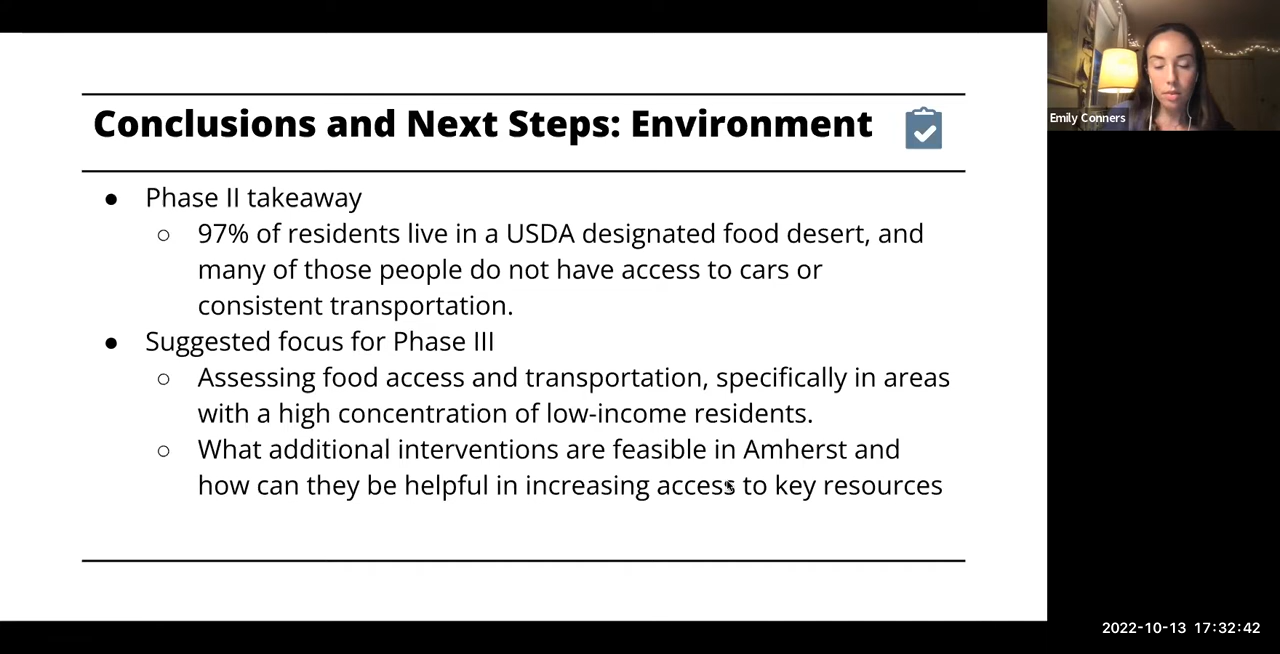 Conclusions and Next Steps: Environment
● Phase II takeaway
○ 97% of residents live in a USDA designated food desert, and
many of those people do not have access to cars or
consistent transportation.
● Suggested focus for Phase III
○ Assessing food access and transportation, specifically in areas
with a high concentration of low-income residents.
○ What additional interventions are feasible in Amherst and
how can they be helpful in increasing access to key resources
Emily Conners
2022-10-13 17:32:42